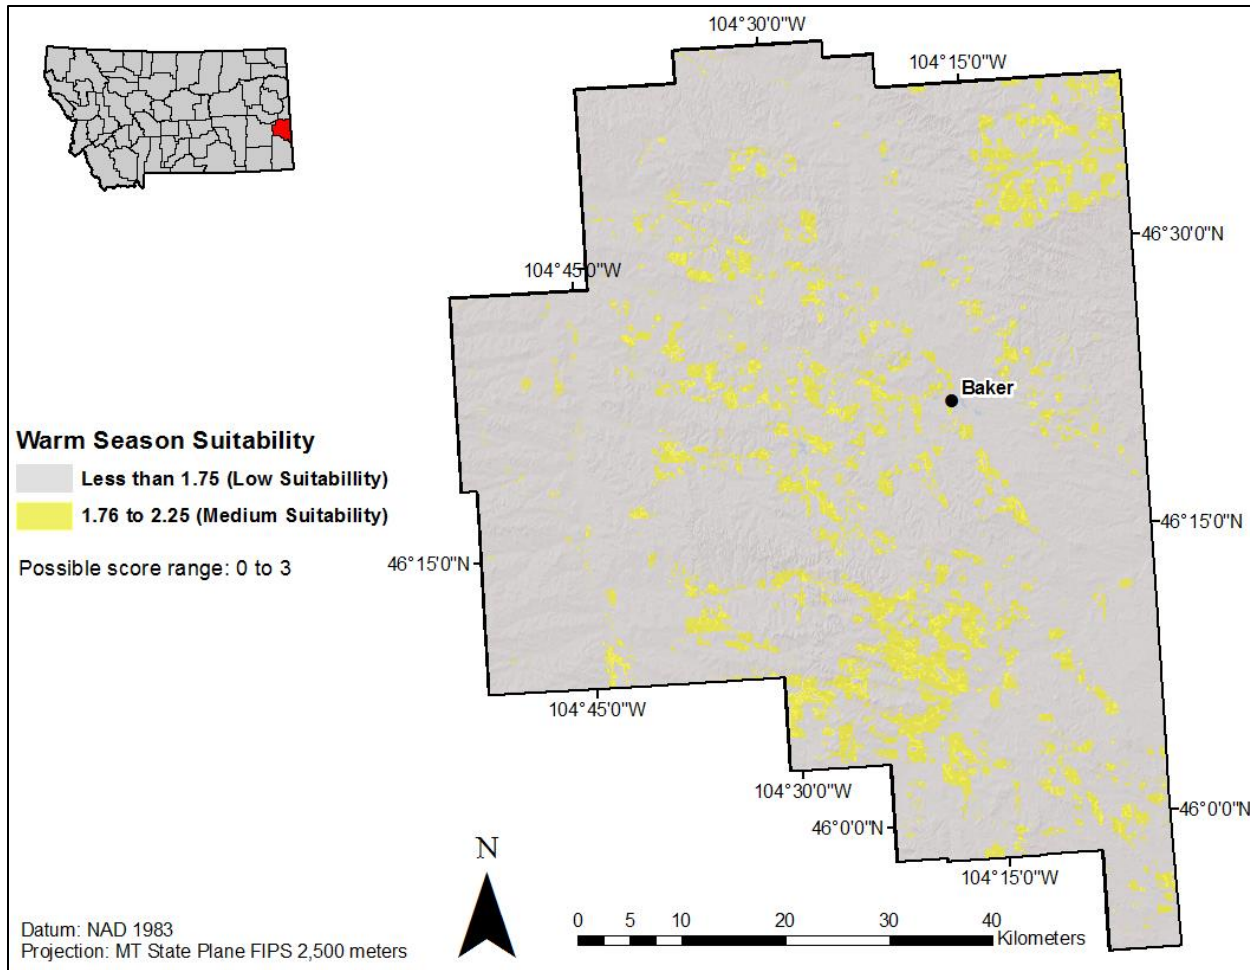 104°30'0"W
104°15'0"W
46°30'0"N
104°45'0"W
Baker
Warm Season Suitability
Less than 1.75 (Low Suitabillity)
1.76 to 2.25 (Medium Suitability)
Possible score range: 0 to 3
46°15'0"N
46°15'0"N
104°45'0"W
104°30'0"W
46°0'0"N
46°0'0"N
104°15'0"W
N
0 5 10 20 30 40
Kilometers
Datum: NAD 1983
Projection: MT State Plane FIPS 2,500 meters